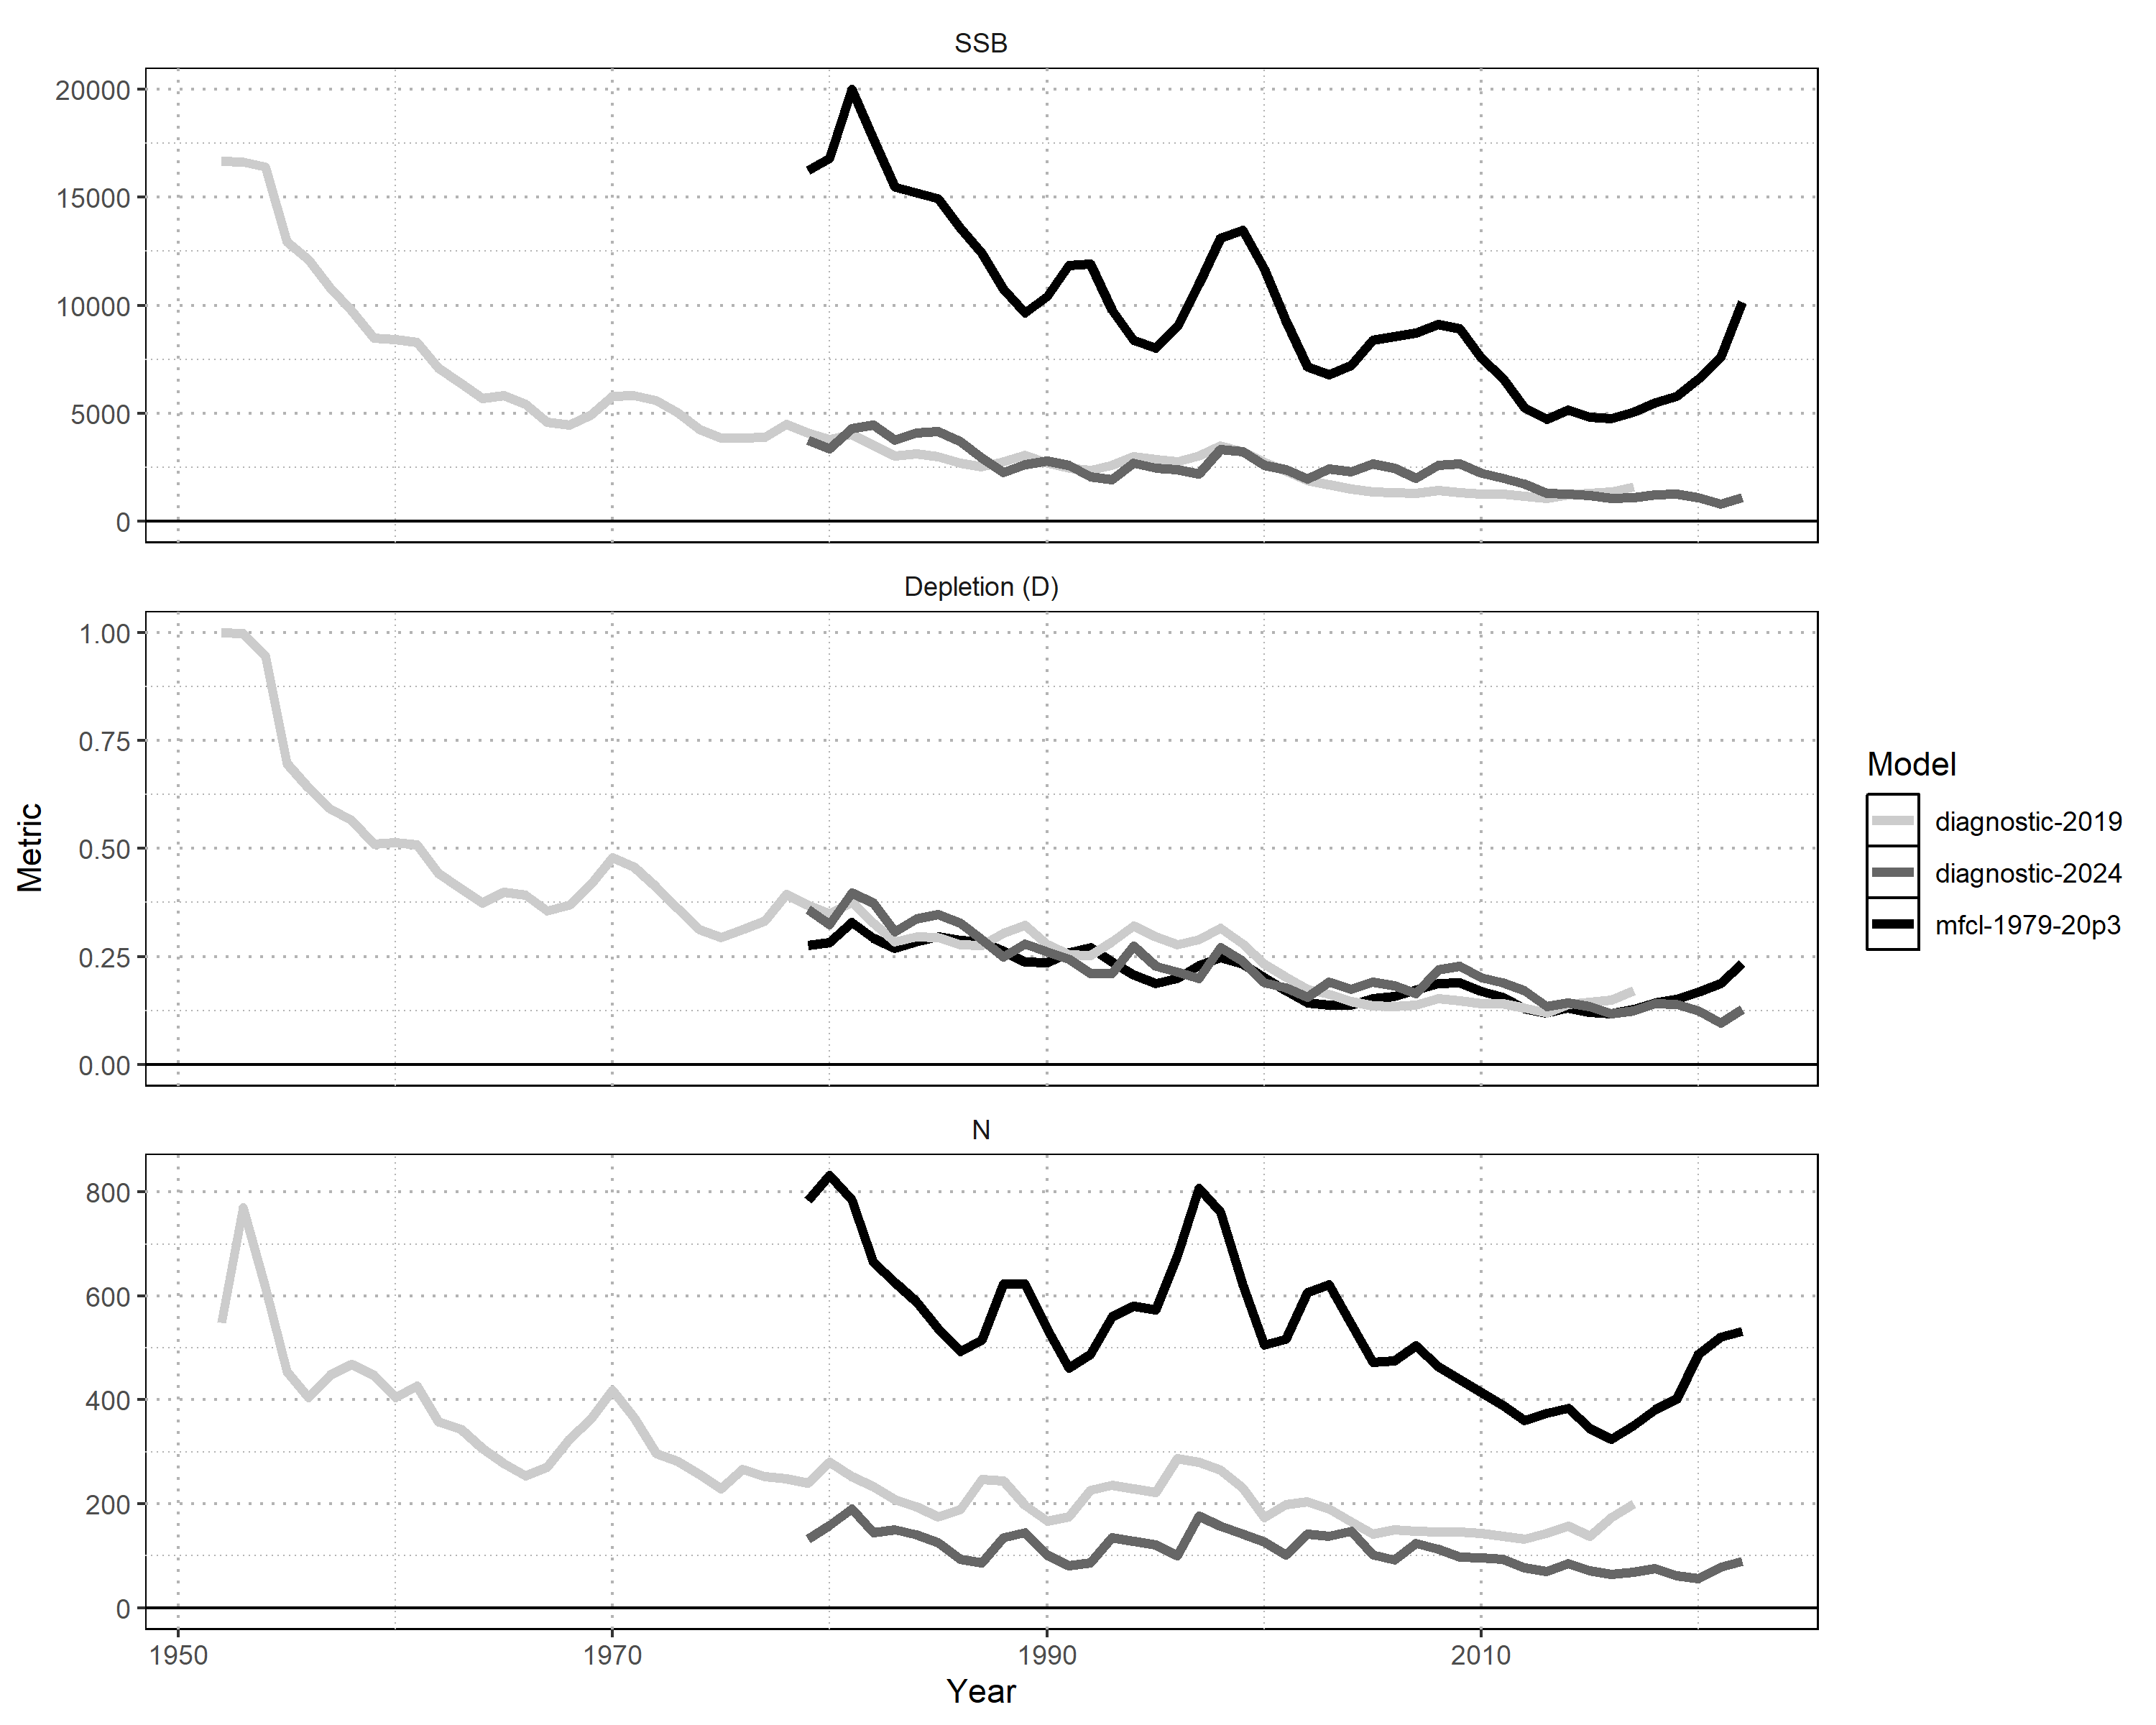 SSB
20000
15000
10000
5000
0
Depletion (D)
1.00
0.75
0.50
0.25
0.00
N
800
600
400
200
0
1950 1970 1990 2010
Year
Metric
Model
diagnostic-2019
diagnostic-2024
mfcl-1979-20p3